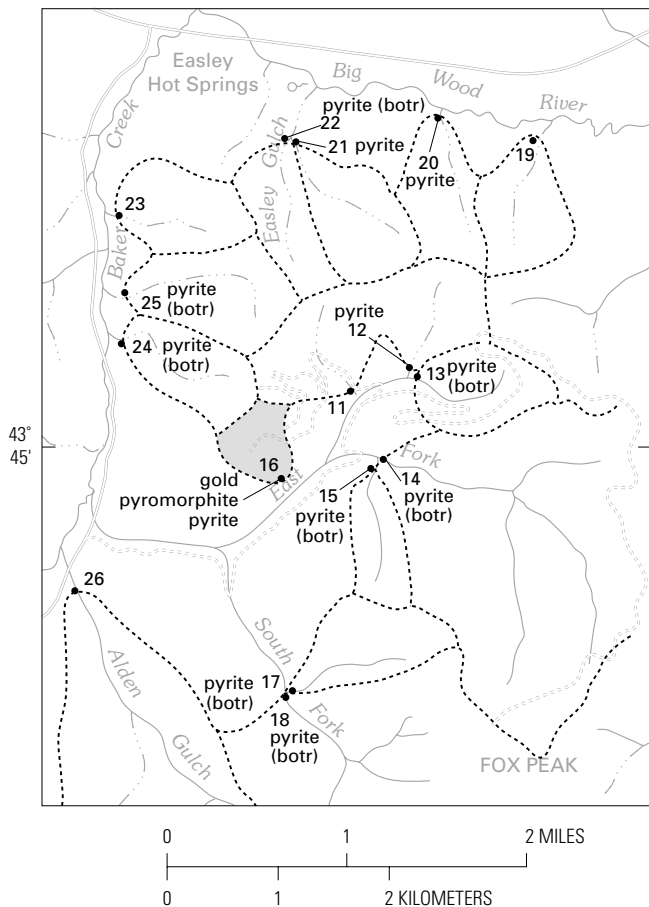 Easley
Hot Springs
Big
Wood
River
Creek
pyrite (botr)
22
21 pyrite
20
pyrite
19
Easley Gulch
23
Baker
25 pyrite
(botr)
24 pyrite
(botr)
pyrite
12
13 pyrite
(botr)
11
43°
45'
16
gold
pyromorphite
pyrite
East
Fork
15
pyrite
(botr)
14
pyrite
(botr)
26
Alden
Gulch
South
Fork
17
pyrite
(botr)
18
pyrite
(botr)
FOX PEAK
0 1 2 MILES
0 1 2 KILOMETERS